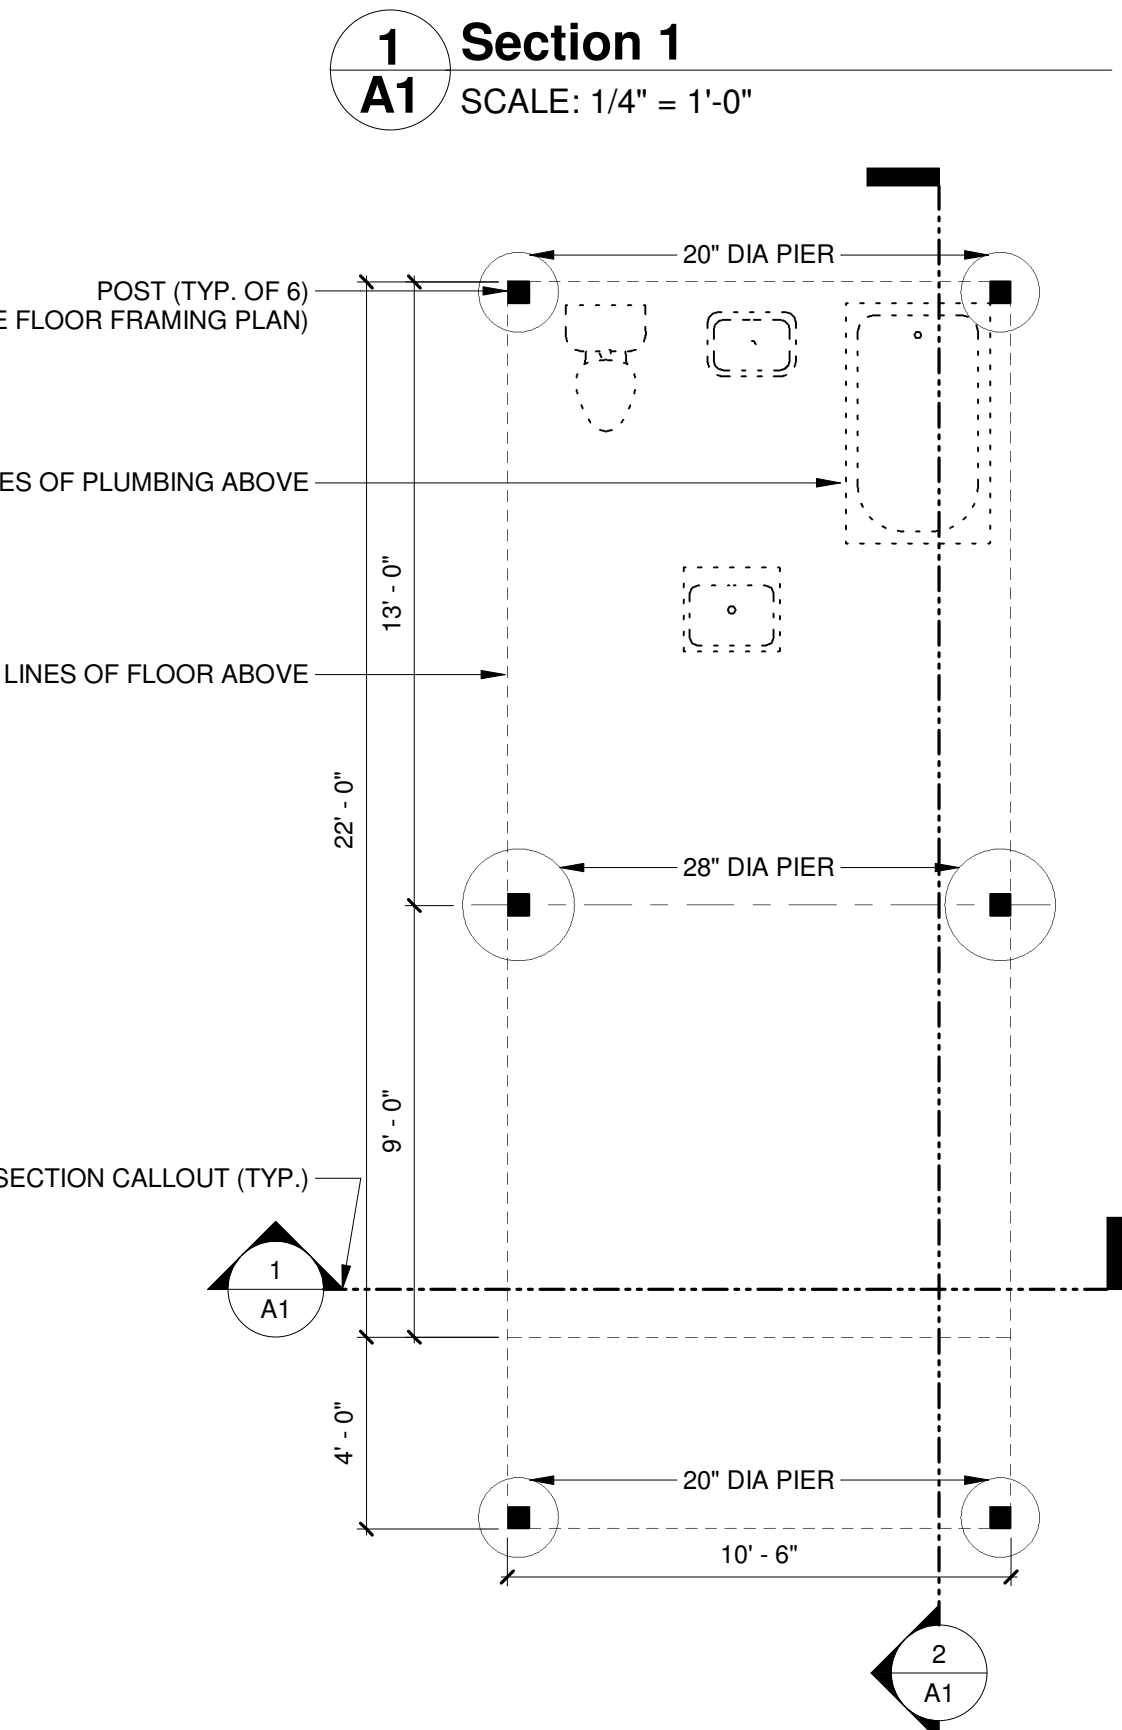 1
A1
Section 1
SCALE: 1/4" = 1'-0"
20" DIA PIER
POST (TYP. OF 6)
E FLOOR FRAMING PLAN)
ES OF PLUMBING ABOVE
13' - 0"
LINES OF FLOOR ABOVE
22' - 0"
28" DIA PIER
9' - 0"
SECTION CALLOUT (TYP.)
1
A1
4' - 0"
20" DIA PIER
10' - 6"
2
A1